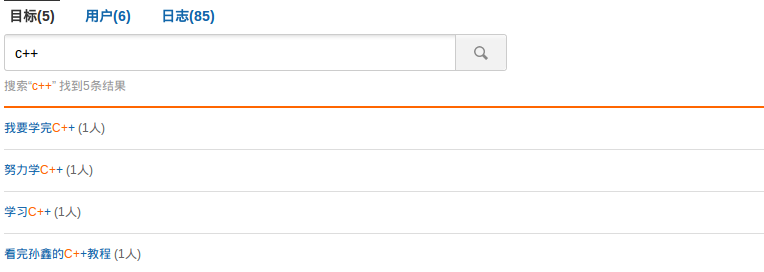 目标(5) 用户(6) 日志(85)
c++
搜索“c++” 找到5条结果
我要学完C++ (1人)
努力学C++ (1人)
学习C++ (1人)
看完孙鑫的C++教程 (1人)